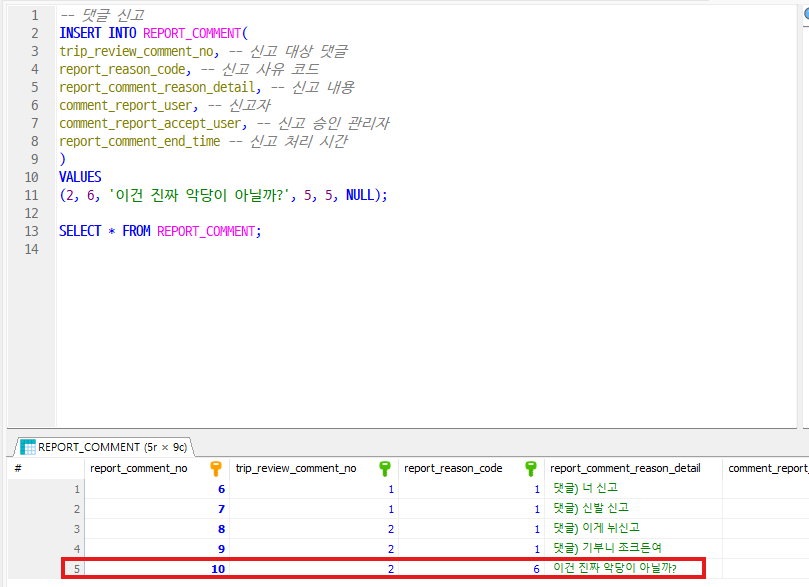 1 -- 댓글 신고
2 INSERT INTO REPORT_COMMENT(
3 trip_review_comment_no, -- 신고 대상 댓글
4 report_reason_code, -- 신고 사유 코드
5 report_comment_reason_detail, -- 신고 내용
6 comment_report_user, -- 신고자
7 comment_report_accept_user, -- 신고 승인 관리자
8 report_comment_end_time -- 신고 처리 시간
9 )
10 VALUES
11 (2, 6, '이건 진짜 악당이 아닐까?', 5, 5, NULL);
12
13 SELECT * FROM REPORT_COMMENT;
14
REPORT_COMMENT (5r × 9c)
# report_comment_no trip_review_comment_no report_reason_code report_comment_reason_detail comment_report_
1 6 1 1 댓글) 너 신고
2 7 1 1 댓글) 신발 신고
3 8 2 1 댓글) 이게 뉘신고
4 9 2 1 댓글) 기부니 조크든여
5 10 2 6 이건 진짜 악당이 아닐까?